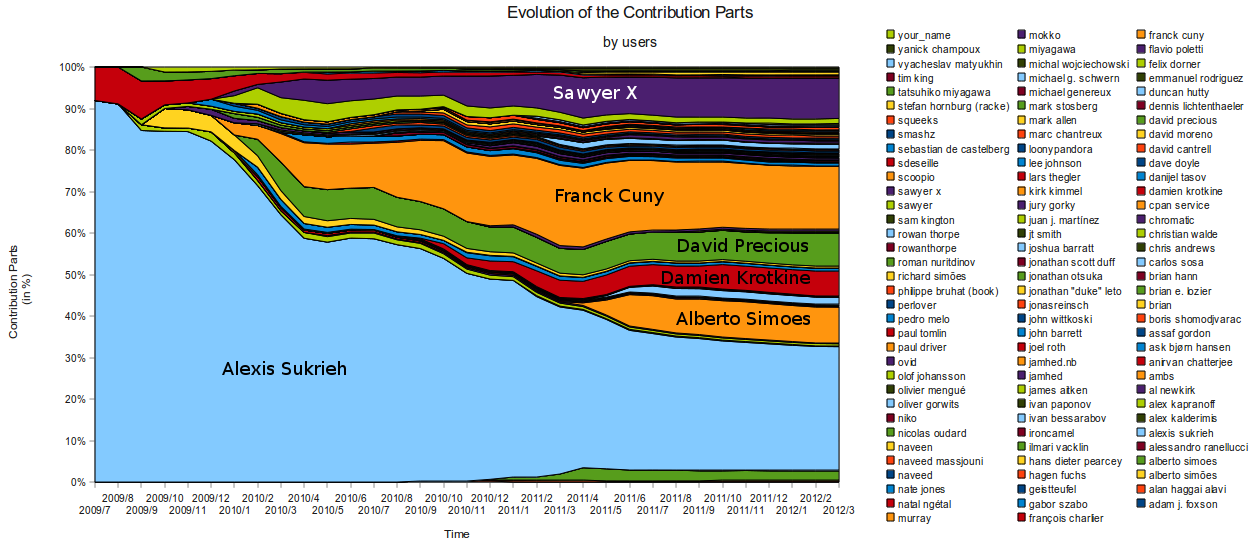 Evolution of the Contribution Parts
by users
Contribution Parts
(in %)
100%
90%
80%
70%
60%
50%
40%
30%
20%
10%
0%
Sawyer X
Franck Cuny
David Precious
Damien Krotkine
Alberto Simoes
Alexis Sukrieh
2009/8 2009/10 2009/12 2010/2 2010/4 2010/6 2010/8 2010/10 2010/12 2011/2 2011/4 2011/6 2011/8 2011/10 2011/12 2012/2
2009/7 2009/9 2009/11 2010/1 2010/3 2010/5 2010/7 2010/9 2010/11 2011/1 2011/3 2011/5 2011/7 2011/9 2011/11 2012/1 2012/3
Time
your_name
yanick champoux
vyacheslav matyukhin
tim king
tatsuhiko miyagawa
stefan hornburg (racke)
squeeks
smashz
sebastian de castelberg
sdeseille
scoopio
sawyer x
sawyer
sam kington
rowan thorpe
rowanthorpe
roman nuritdinov
richard simões
philippe bruhat (book)
perlover
pedro melo
paul tomlin
paul driver
ovid
olof johansson
olivier mengué
oliver gorwits
niko
nicolas oudard
naveen
naveed massjouni
naveed
nate jones
natal ngétal
murray
mokko
miyagawa
michal wojciechowski
michael g. schwern
michael genereux
mark stosberg
mark allen
marc chantreux
loonypandora
lee johnson
lars thegler
kirk kimmel
jury gorky
juan j. martínez
jt smith
joshua barratt
jonathan scott duff
jonathan otsuka
jonathan "duke" leto
jonasreinsch
john wittkoski
john barrett
joel roth
jamhed.nb
jamhed
james aitken
ivan paponov
ivan bessarabov
ironcamel
ilmari vacklin
hans dieter pearcey
hagen fuchs
geistteufel
gabor szabo
françois charlier
franck cuny
flavio poletti
felix dorner
emmanuel rodriguez
duncan hutty
dennis lichtenthaeler
david precious
david moreno
david cantrell
dave doyle
danijel tasov
damien krotkine
cpan service
chromatic
christian walde
chris andrews
carlos sosa
brian hann
brian e. lozier
brian
boris shomodjvarac
assaf gordon
ask bjørn hansen
anirvan chatterjee
ambs
al newkirk
alex kapranoff
alex kalderimis
alexis sukrieh
alessandro ranellucci
alberto simoes
alberto simões
alan haggai alavi
adam j. foxson